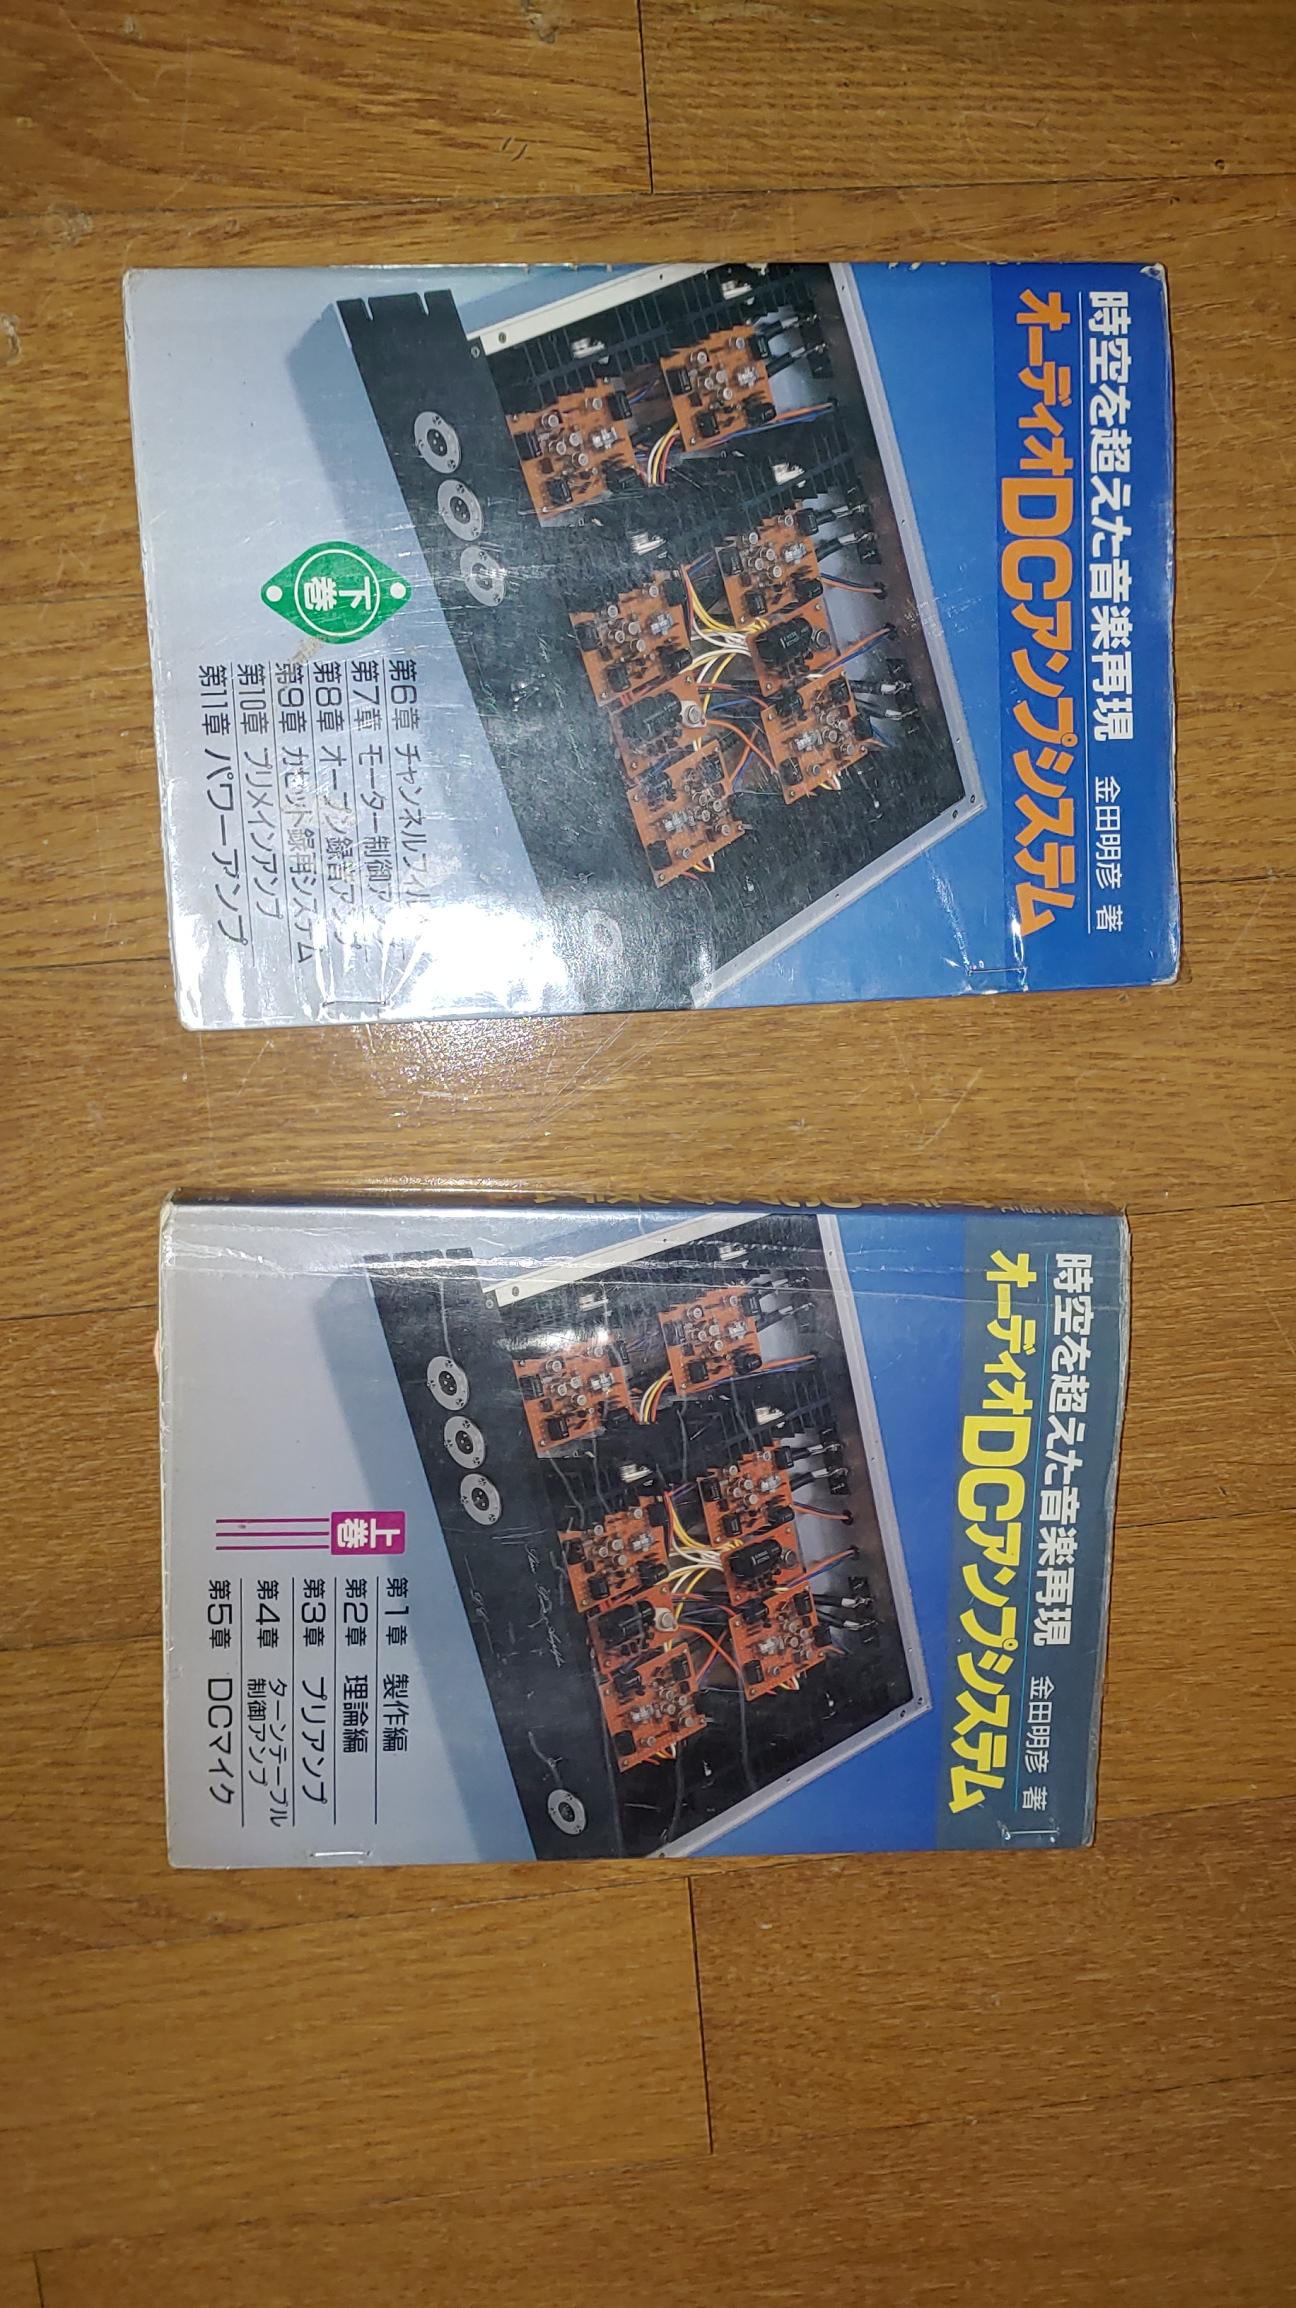 時空を超えた音楽再現 金田明彦 著
オーディオDCアンプシステム
下巻
第6章 チャンネルフィル
第7章 モーター制御ア
第8章 オープン録音アンプ
第9章 カセット録再システム
第10章 プリメインアンプ
第11章 パワーアンプ
時空を超えた音楽再現 金田明彦 著
オーディオDCアンプシステム
上巻
第1章 製作編
第2章 理論編
第3章 プリアンプ
第4章 ターンテーブル
制御アンプ
第5章 DCマイク